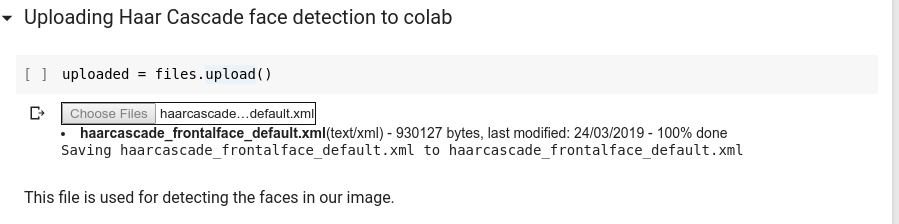 Uploading Haar Cascade face detection to colab
[ ] uploaded = files.upload()
Choose Files haarcascade...default.xml
• haarcascade_frontalface_default.xml(text/xml) - 930127 bytes, last modified: 24/03/2019 - 100% done
Saving haarcascade_frontalface_default.xml to haarcascade_frontalface_default.xml
This file is used for detecting the faces in our image.